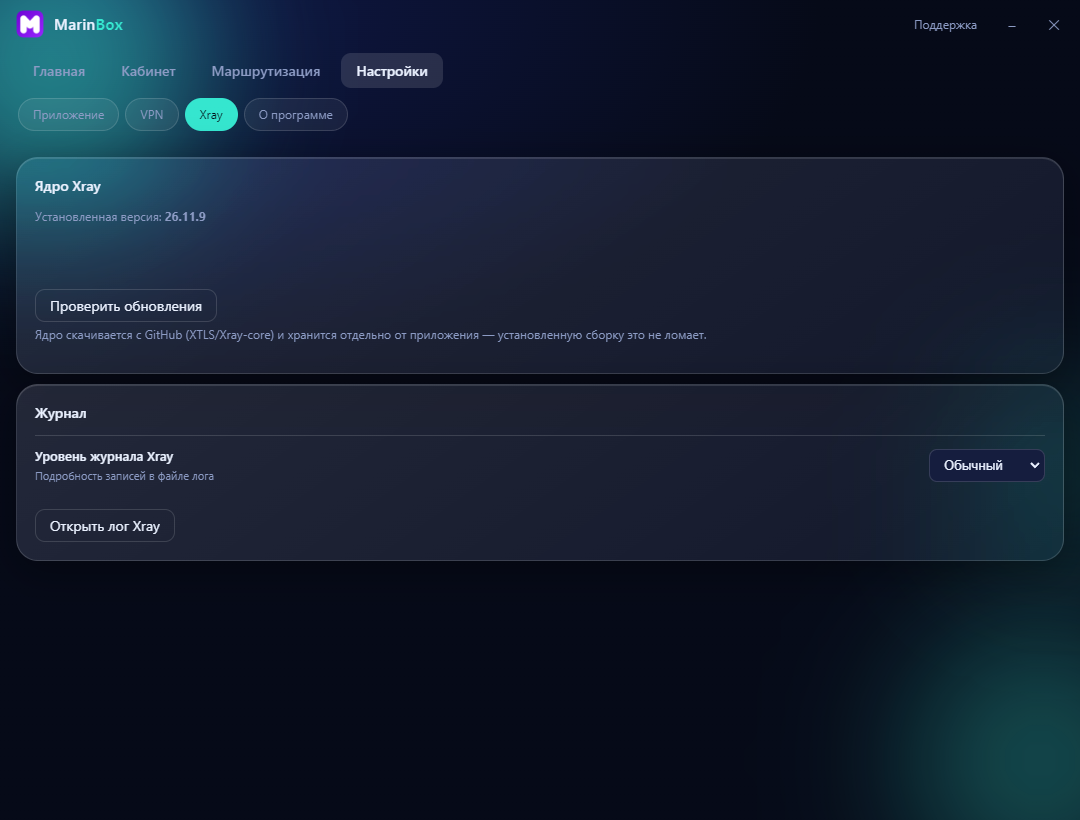 MarinBox
Поддержка
Главная Кабинет Маршрутизация Настройки
Приложение VPN Xray О программе
Ядро Xray
Установленная версия: 26.11.9
Проверить обновления
Ядро скачивается с GitHub (XTLS/Xray-core) и хранится отдельно от приложения — установленную сборку это не ломает.
Журнал
Уровень журнала Xray
Подробность записей в файле лога
Обычный
Открыть лог Xray